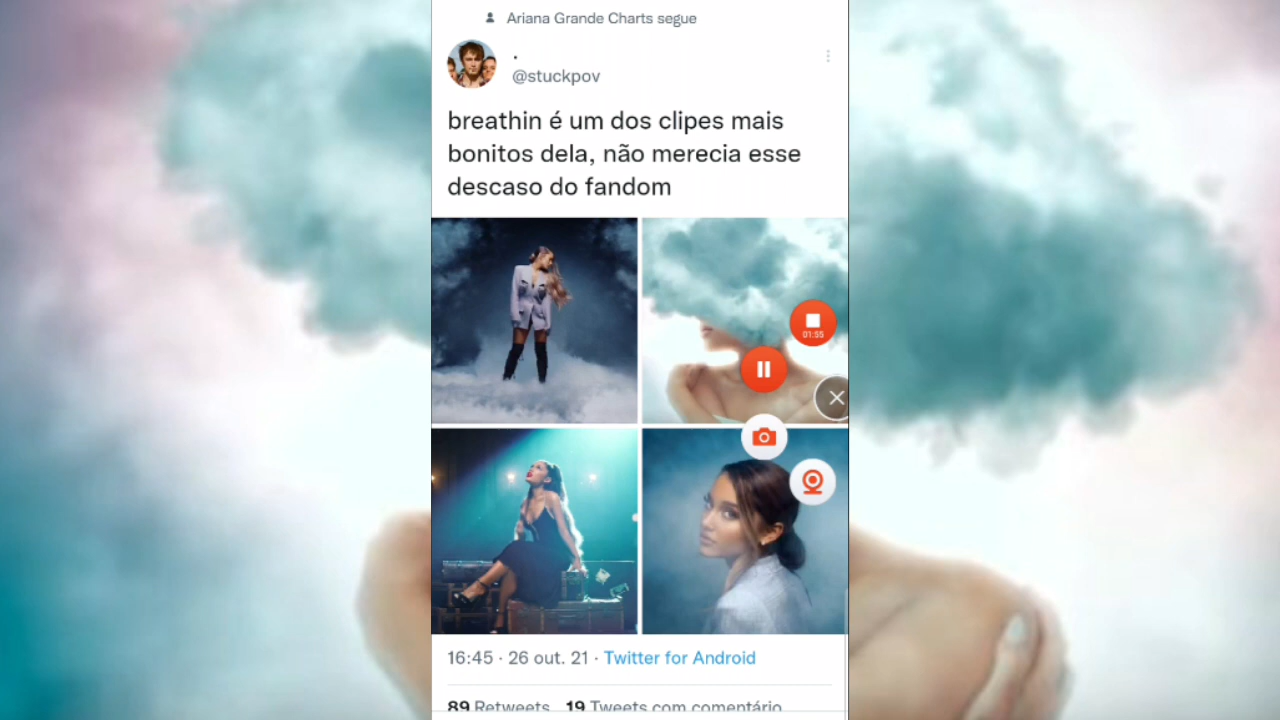 Ariana Grande Charts segue
.
@stuckpov
breathin é um dos clipes mais
bonitos dela, não merecia esse
descaso do fandom
01:55
16:45 · 26 out. 21 · Twitter for Android
89 Retweets 19 Tweets com comentário